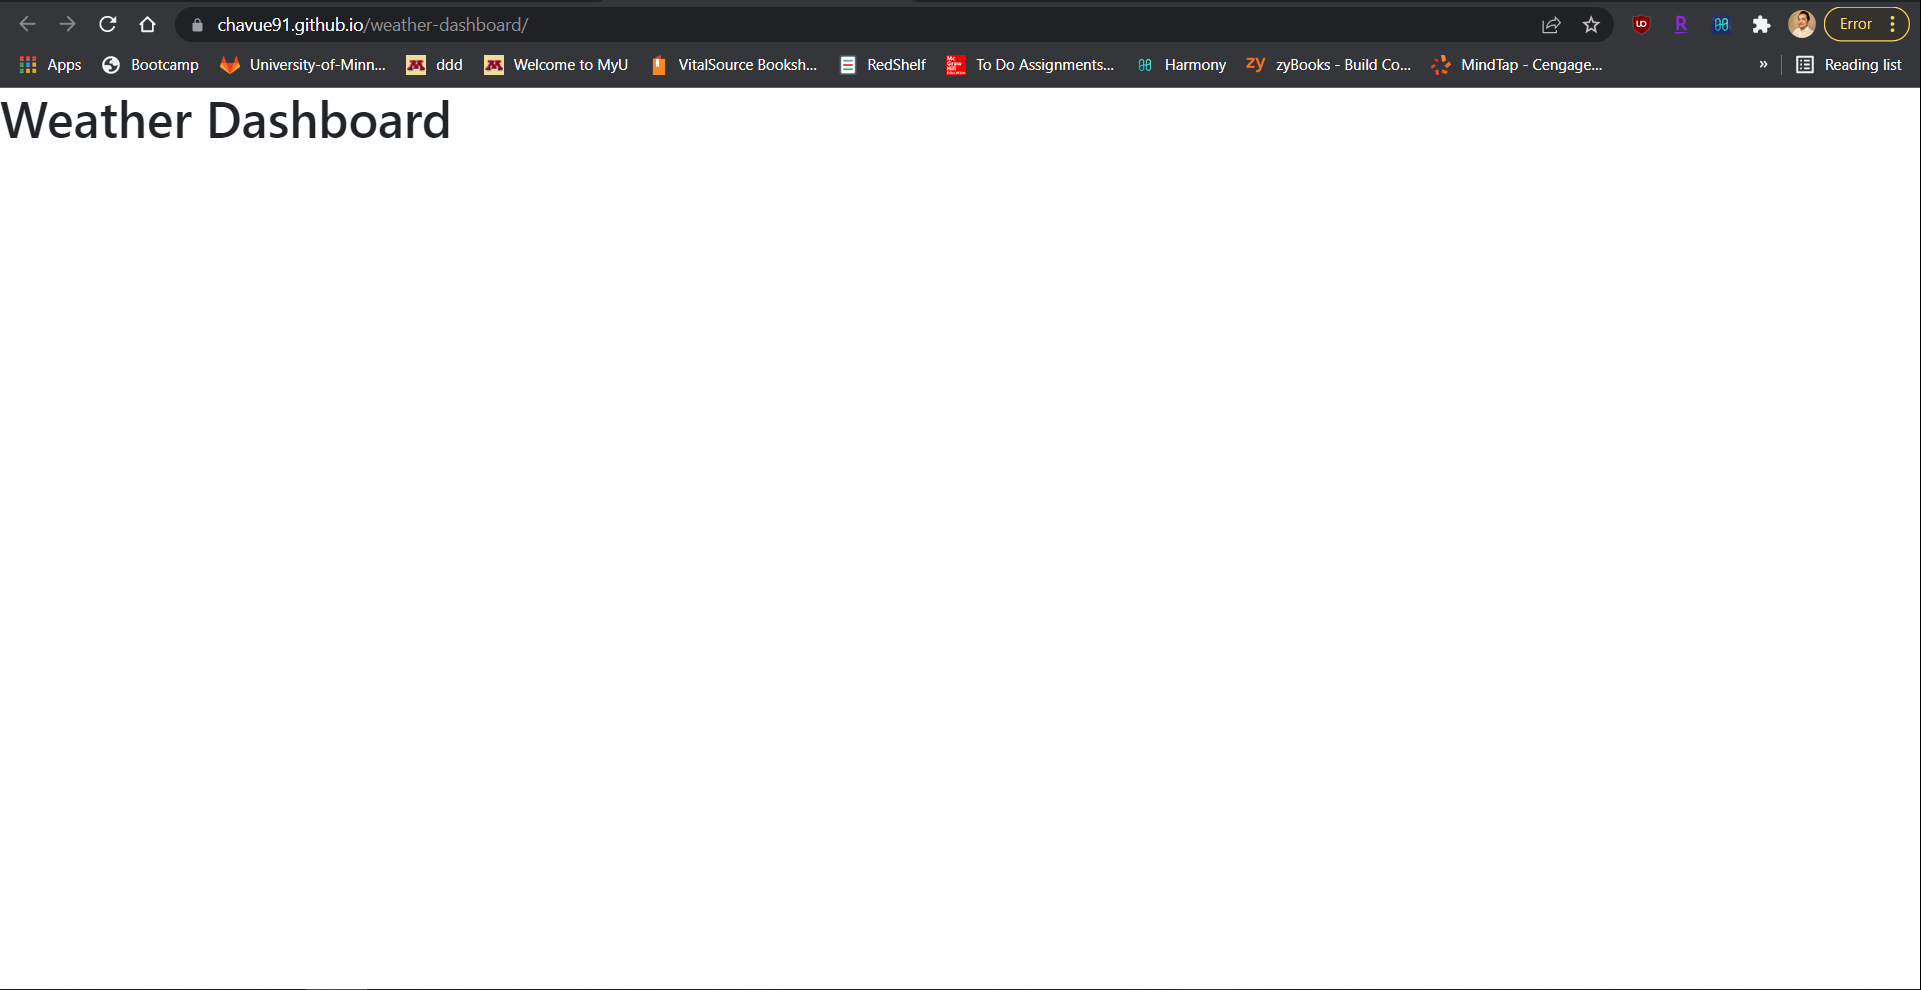 chavue91.github.io/weather-dashboard/
Error
Apps
Bootcamp
University-of-Minn...
ddd
Welcome to MyU
VitalSource Booksh...
RedShelf
To Do Assignments...
Harmony
zy
zyBooks - Build Co...
MindTap - Cengage...
»
Reading list
Weather Dashboard